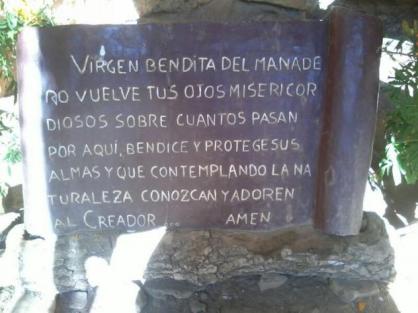 VIRGEN BENDITA DEL MANADE
RO VUELVE TUS OJOS MISERICOR
DIOSOS SOBRE CUANTOS PASAN
POR AQUÍ, BENDICE Y PROTEGE SUS
ALMAS Y QUE CONTEMPLANDO LA NA
TURALEZA CONOZCAN Y ADOREN
AL CREADOR... AMEN